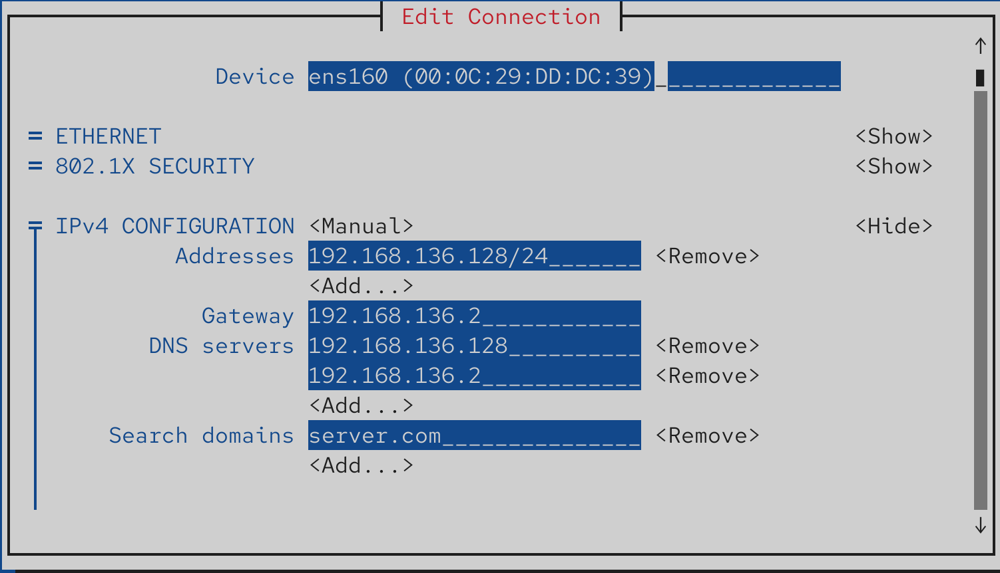 Edit Connection
Device ens160 (00:0C:29:DD:DC:39)______________
= ETHERNET <Show>
= 802.1X SECURITY <Show>
= IPv4 CONFIGURATION <Manual> <Hide>
Addresses 192.168.136.128/24_______ <Remove>
<Add...>
Gateway 192.168.136.2____________
DNS servers 192.168.136.128__________ <Remove>
192.168.136.2____________ <Remove>
<Add...>
Search domains server.com_______________ <Remove>
<Add...>